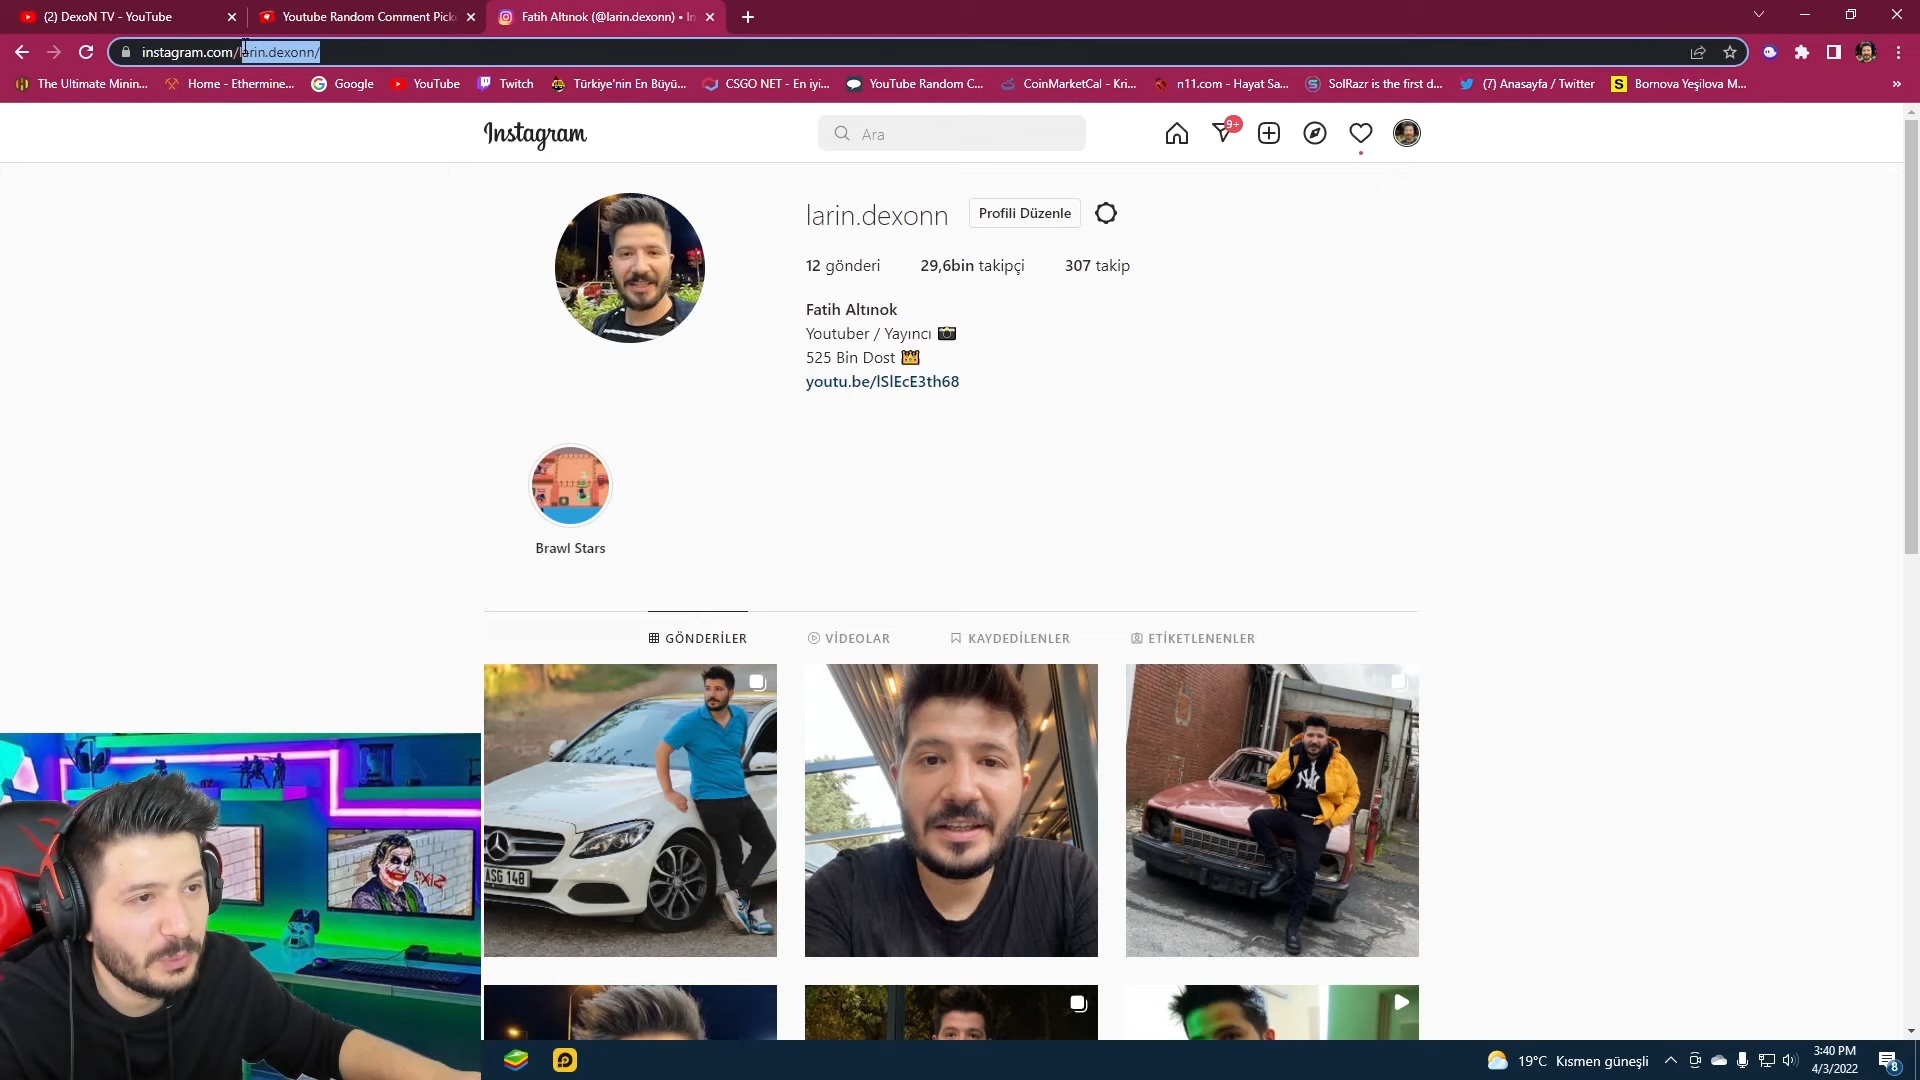 (2) DexoN TV - YouTube
Youtube Random Comment Picke
Fatih Altınok (@larin.dexonn) • In
instagram.com/larin.dexonn/
The Ultimate Minin...
Home - Ethermine...
Google
YouTube
Twitch
Türkiye'nin En Büyü...
CSGO NET - En iyi...
YouTube Random C...
CoinMarketCal - Kri...
n11.com - Hayat Sa...
SolRazr is the first d...
(7) Anasayfa / Twitter
Bornova Yeşilova M...
Instagram
Ara
9+
larin.dexonn
Profili Düzenle
12 gönderi
29,6bin takipçi
307 takip
Fatih Altınok
Youtuber / Yayıncı
525 Bin Dost
youtu.be/lSlEcE3th68
Brawl Stars
GÖNDERİLER
VİDEOLAR
KAYDEDİLENLER
ETİKETLENENLER
ASG 148
NY
19°C Kısmen güneşli
3:40 PM
4/3/2022
8